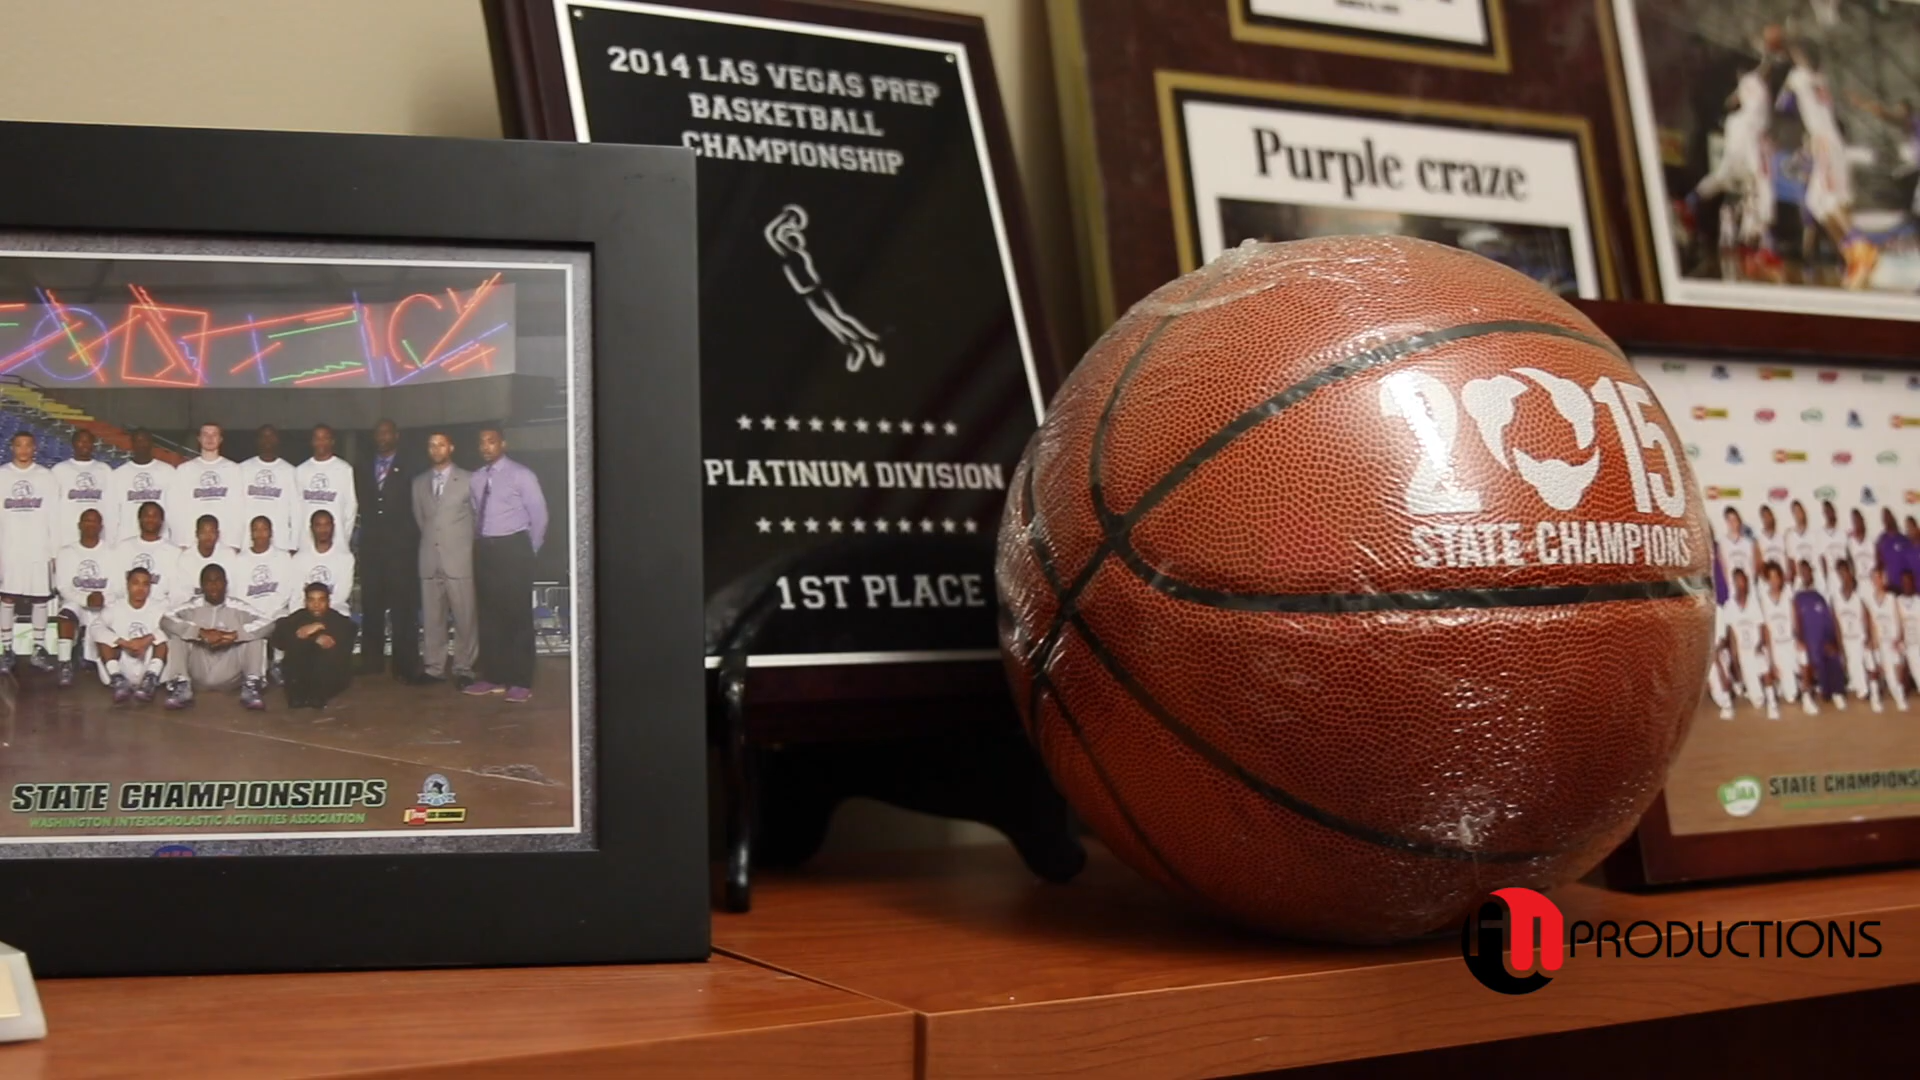 2014 LAS VEGAS PREP
BASKETBALL
CHAMPIONSHIP
PLATINUM DIVISION
1ST PLACE
Purple craze
2015
STATE CHAMPIONS
STATE CHAMPIONSHIPS
WASHINGTON INTERSCHOLASTIC ACTIVITIES ASSOCIATION
STATE CHAMPIONS
PRODUCTIONS